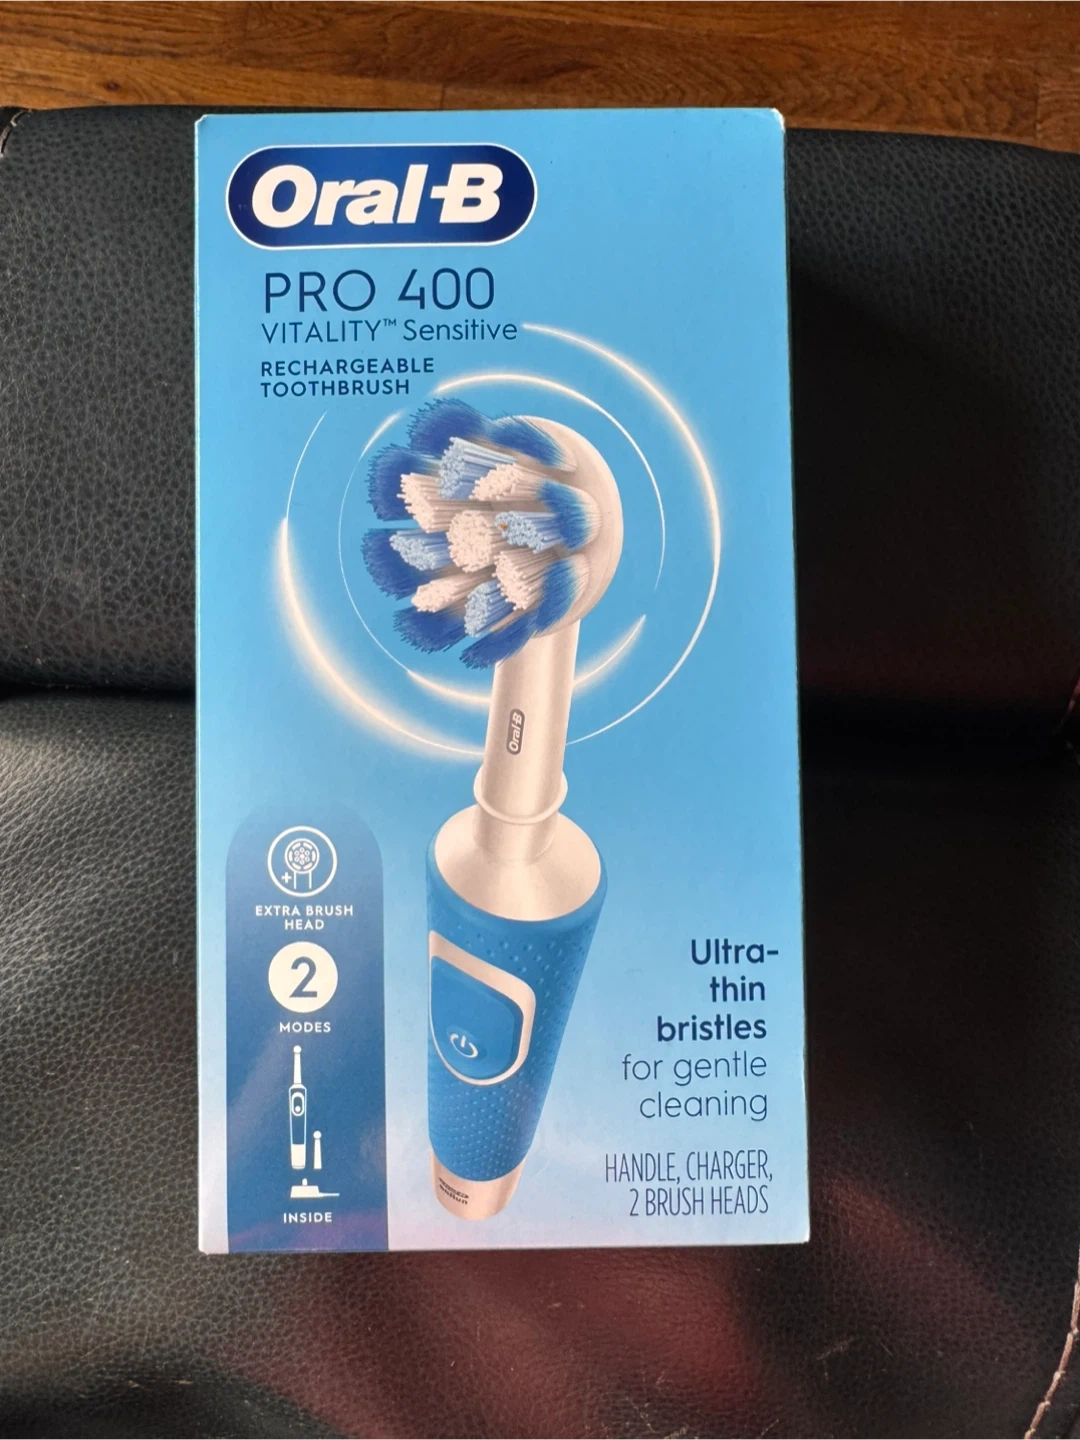 Oral-B
PRO 400
VITALITY™ Sensitive
RECHARGEABLE
TOOTHBRUSH
Oral-B
EXTRA BRUSH
HEAD
2
MODES
INSIDE
Ultra-
thin
bristles
for gentle
cleaning
HANDLE, CHARGER,
2 BRUSH HEADS